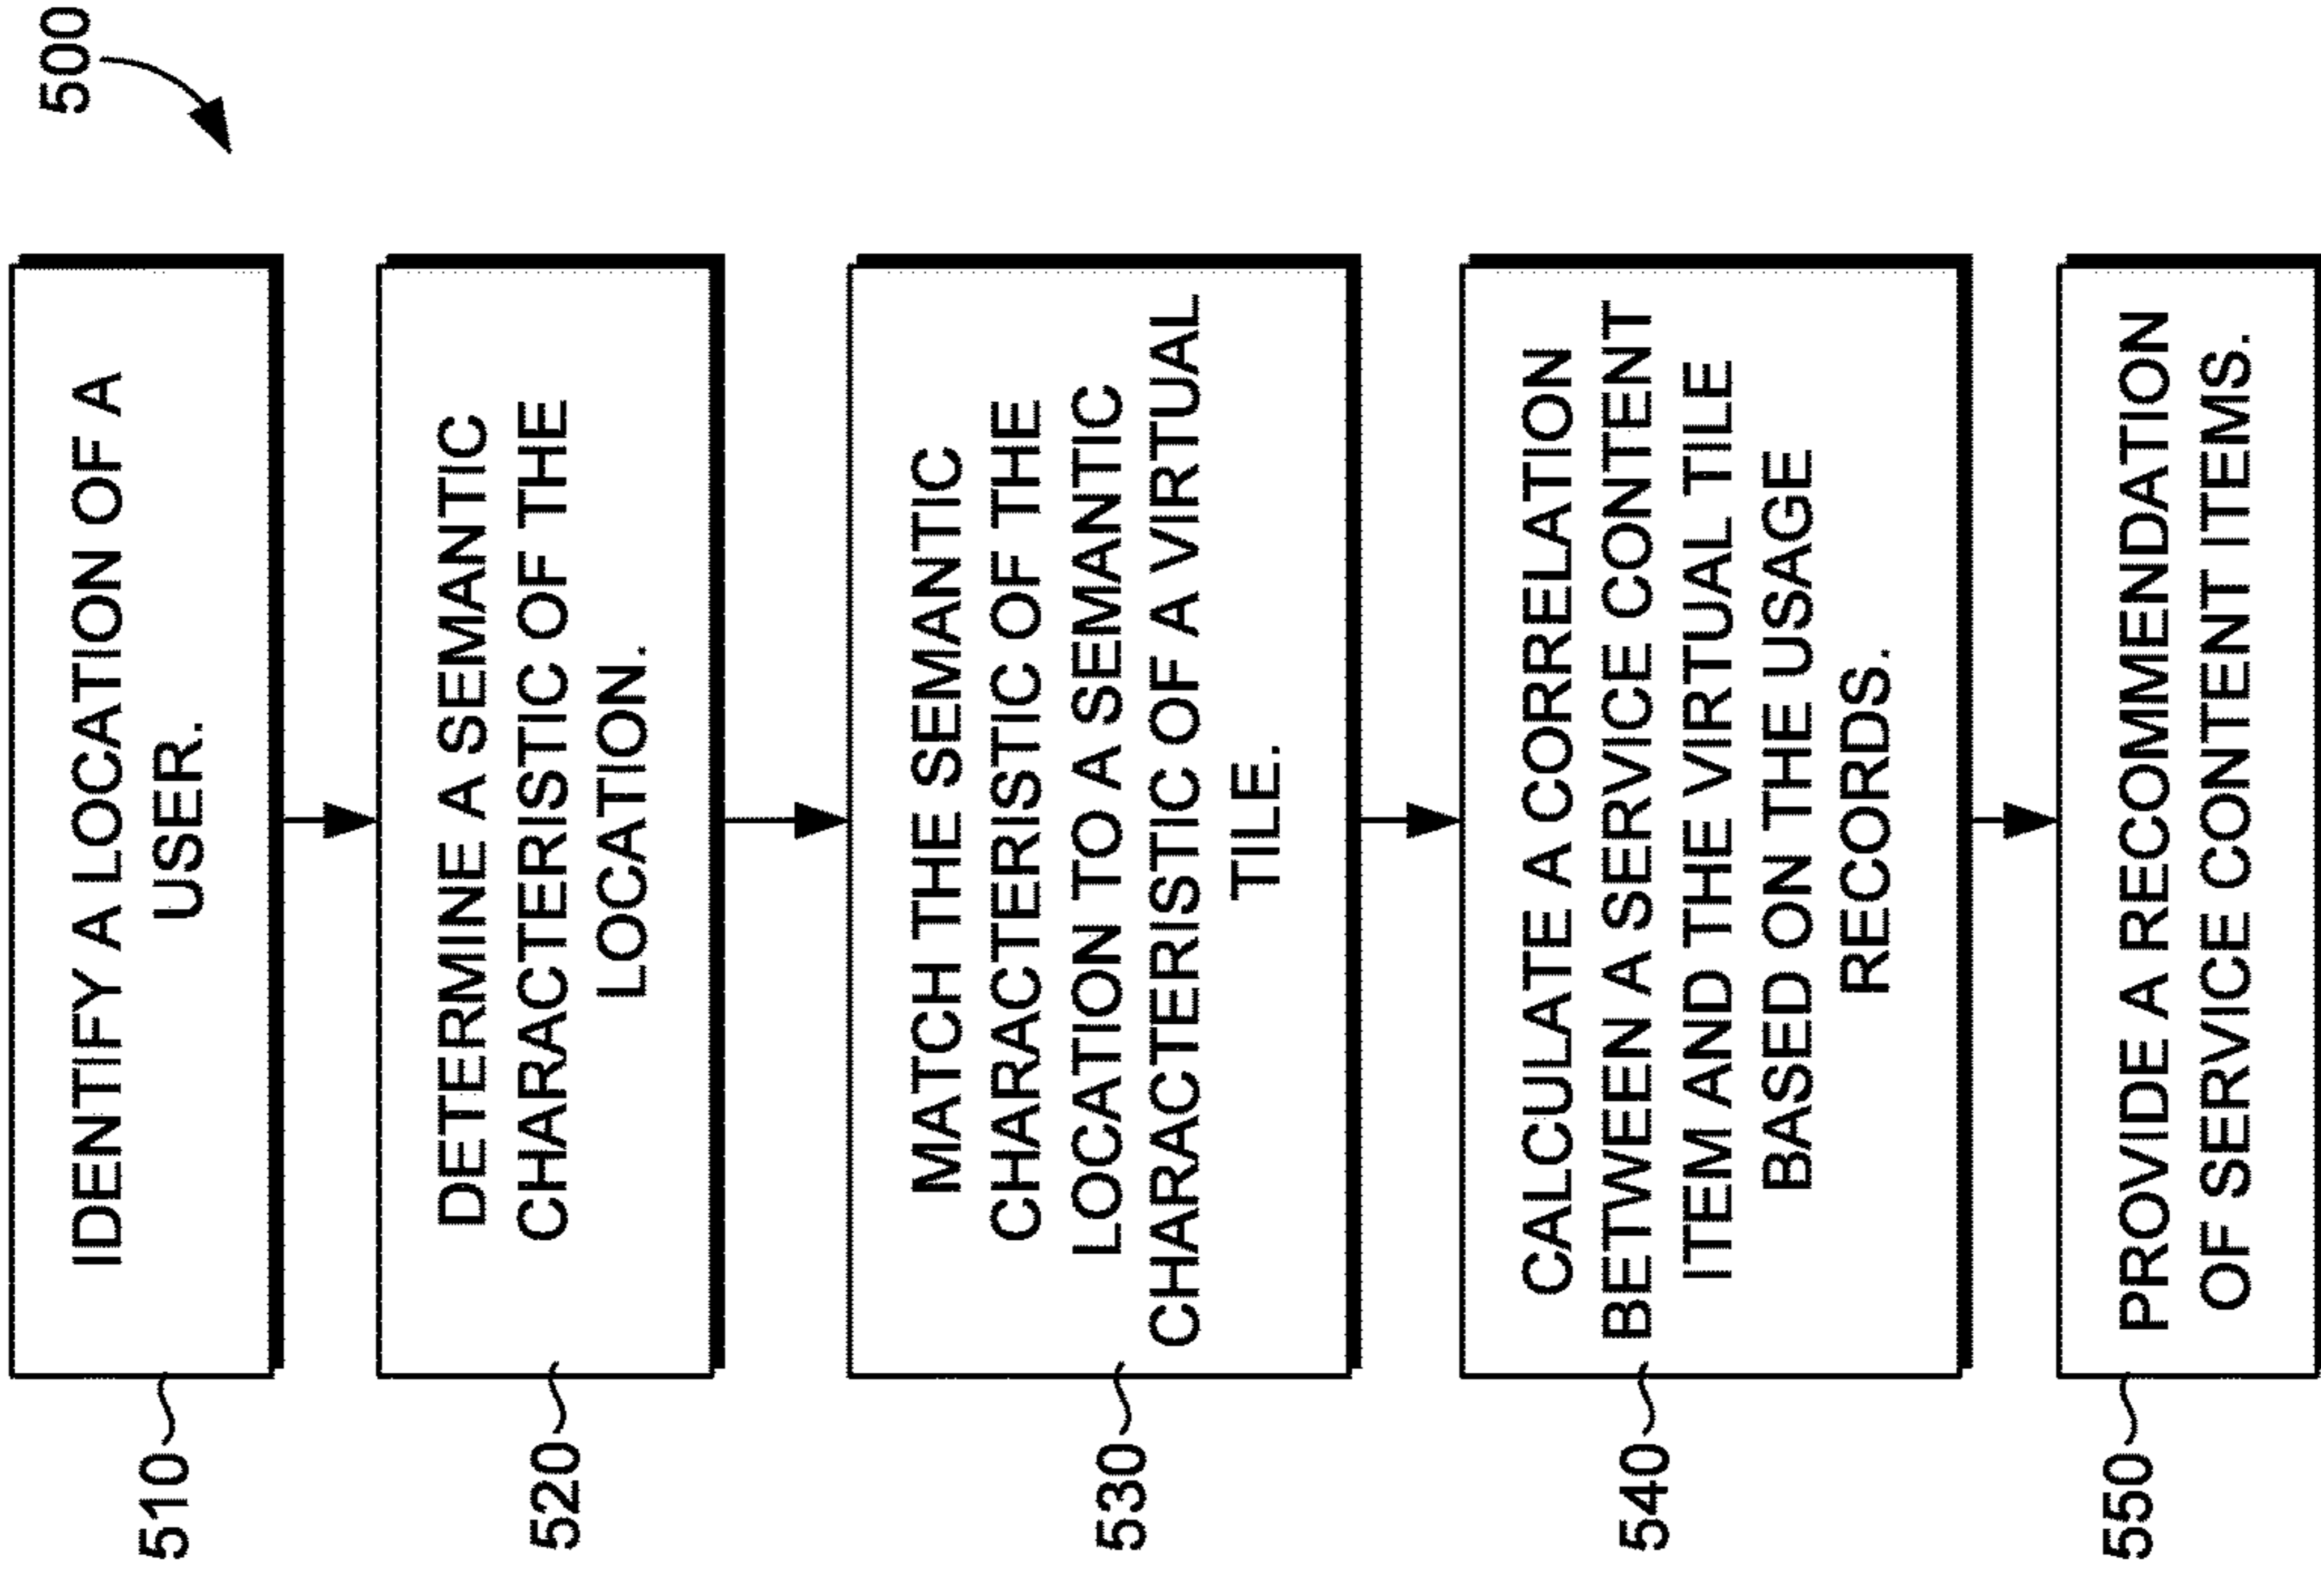 500
510
IDENTIFY A LOCATION OF A
USER.
520
DETERMINE A SEMANTIC
CHARACTERISTIC OF THE
LOCATION.
530
MATCH THE SEMANTIC
CHARACTERISTIC OF THE
LOCATION TO A SEMANTIC
CHARACTERISTIC OF A VIRTUAL
TILE.
540
CALCULATE A CORRELATION
BETWEEN A SERVICE CONTENT
ITEM AND THE VIRTUAL TILE
BASED ON THE USAGE
RECORDS.
550
PROVIDE A RECOMMENDATION
OF SERVICE CONTENT ITEMS.